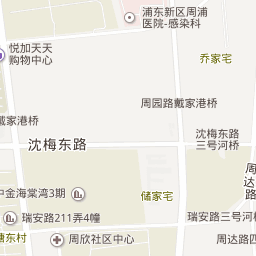 浦东新区周浦
医院-感染科
悦加天天
购物中心
乔家宅
周园路戴家港桥
戴家港桥
沈梅东路
沈梅东路
三号河桥
中金海棠湾3期
储家宅
周达路
瑞安路211弄4幢
瑞安路三号河桥
塘东村
周欣社区中心
周达路四